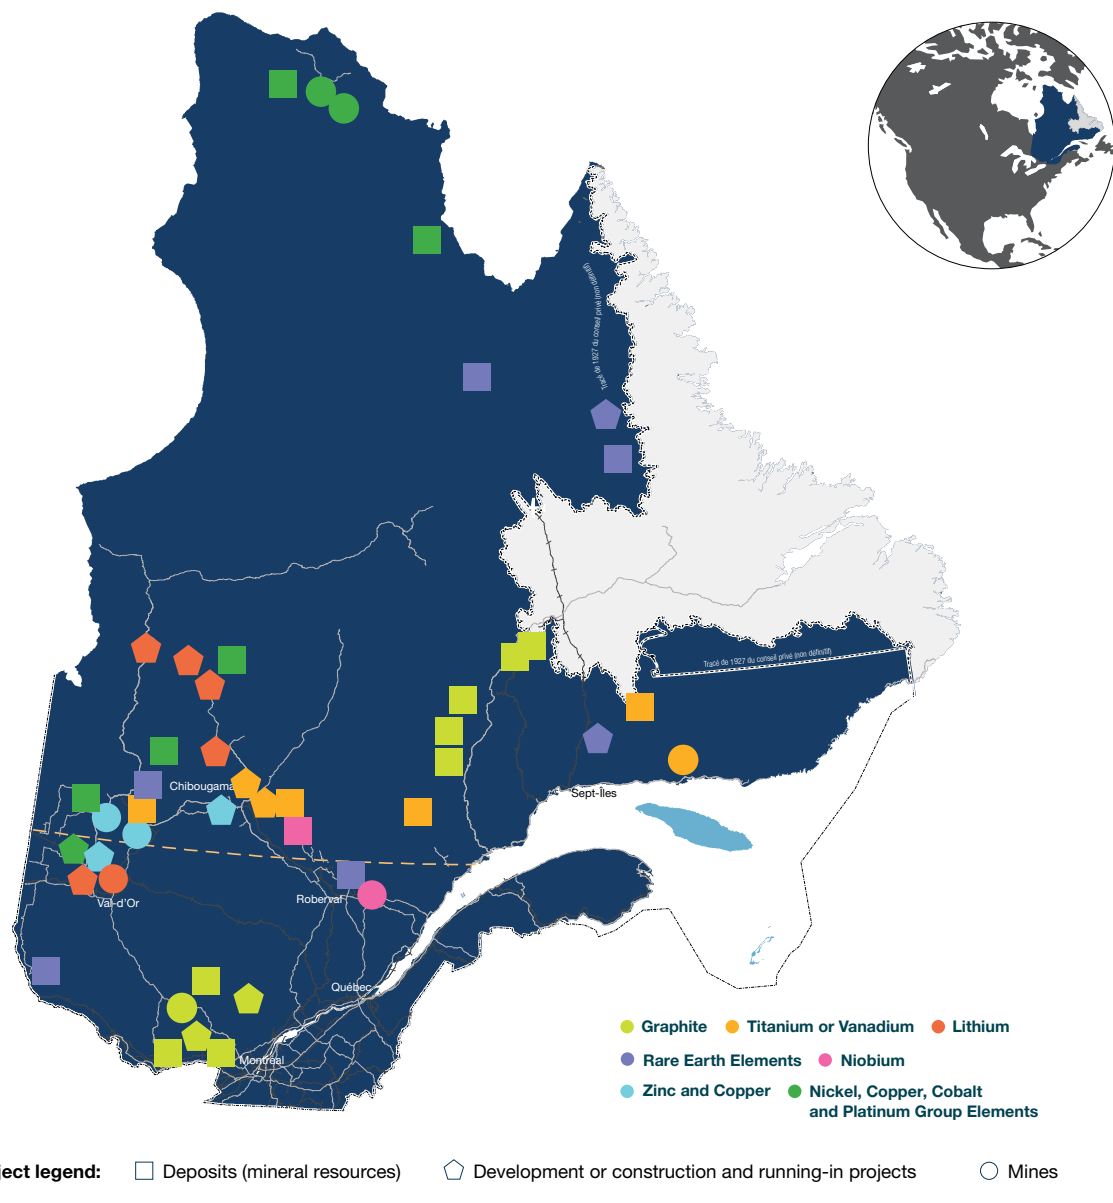 Tracé de 1927 du conseil privé (non définitif)
Tracé de 1927 du conseil privé (non définitif)
Chibougama
Sept-Îles
Val-d'Or
Roberval
Québec
Montréal
Graphite
Titanium or Vanadium
Lithium
Rare Earth Elements
Niobium
Zinc and Copper
Nickel, Copper, Cobalt
and Platinum Group Elements
ject legend:
Deposits (mineral resources)
Development or construction and running-in projects
Mines